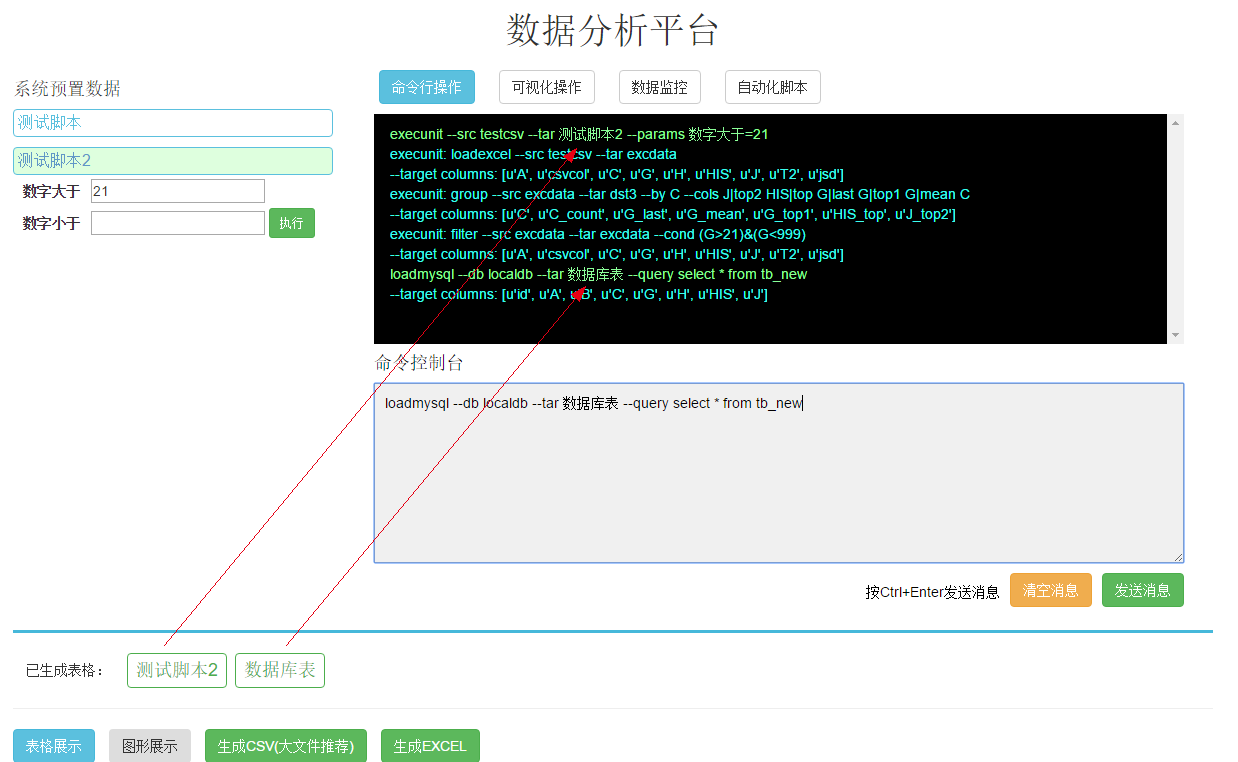 数据分析平台
系统预置数据
测试脚本
测试脚本2
数字大于 21
数字小于 执行
命令行操作 可视化操作 数据监控 自动化脚本
execunit --src testcsv --tar 测试脚本2 --params 数字大于=21
execunit: loadexcel --src testcsv --tar excdata
--target columns: [u'A', u'csvcol', u'C', u'G', u'H', u'HIS', u'J', u'T2', u'jsd']
execunit: group --src excdata --tar dst3 --by C --cols J|top2 HIS|top G|last G|top1 G|mean C
--target columns: [u'C', u'C_count', u'G_last', u'G_mean', u'G_top1', u'HIS_top', u'J_top2']
execunit: filter --src excdata --tar excdata --cond (G>21)&(G<999)
--target columns: [u'A', u'csvcol', u'C', u'G', u'H', u'HIS', u'J', u'T2', u'jsd']
loadmysql --db localdb --tar 数据库表 --query select * from tb_new
--target columns: [u'id', u'A', u'B', u'C', u'G', u'H', u'HIS', u'J']
命令控制台
loadmysql --db localdb --tar 数据库表 --query select * from tb_new
按Ctrl+Enter发送消息 清空消息 发送消息
已生成表格： 测试脚本2 数据库表
表格展示 图形展示 生成CSV(大文件推荐) 生成EXCEL